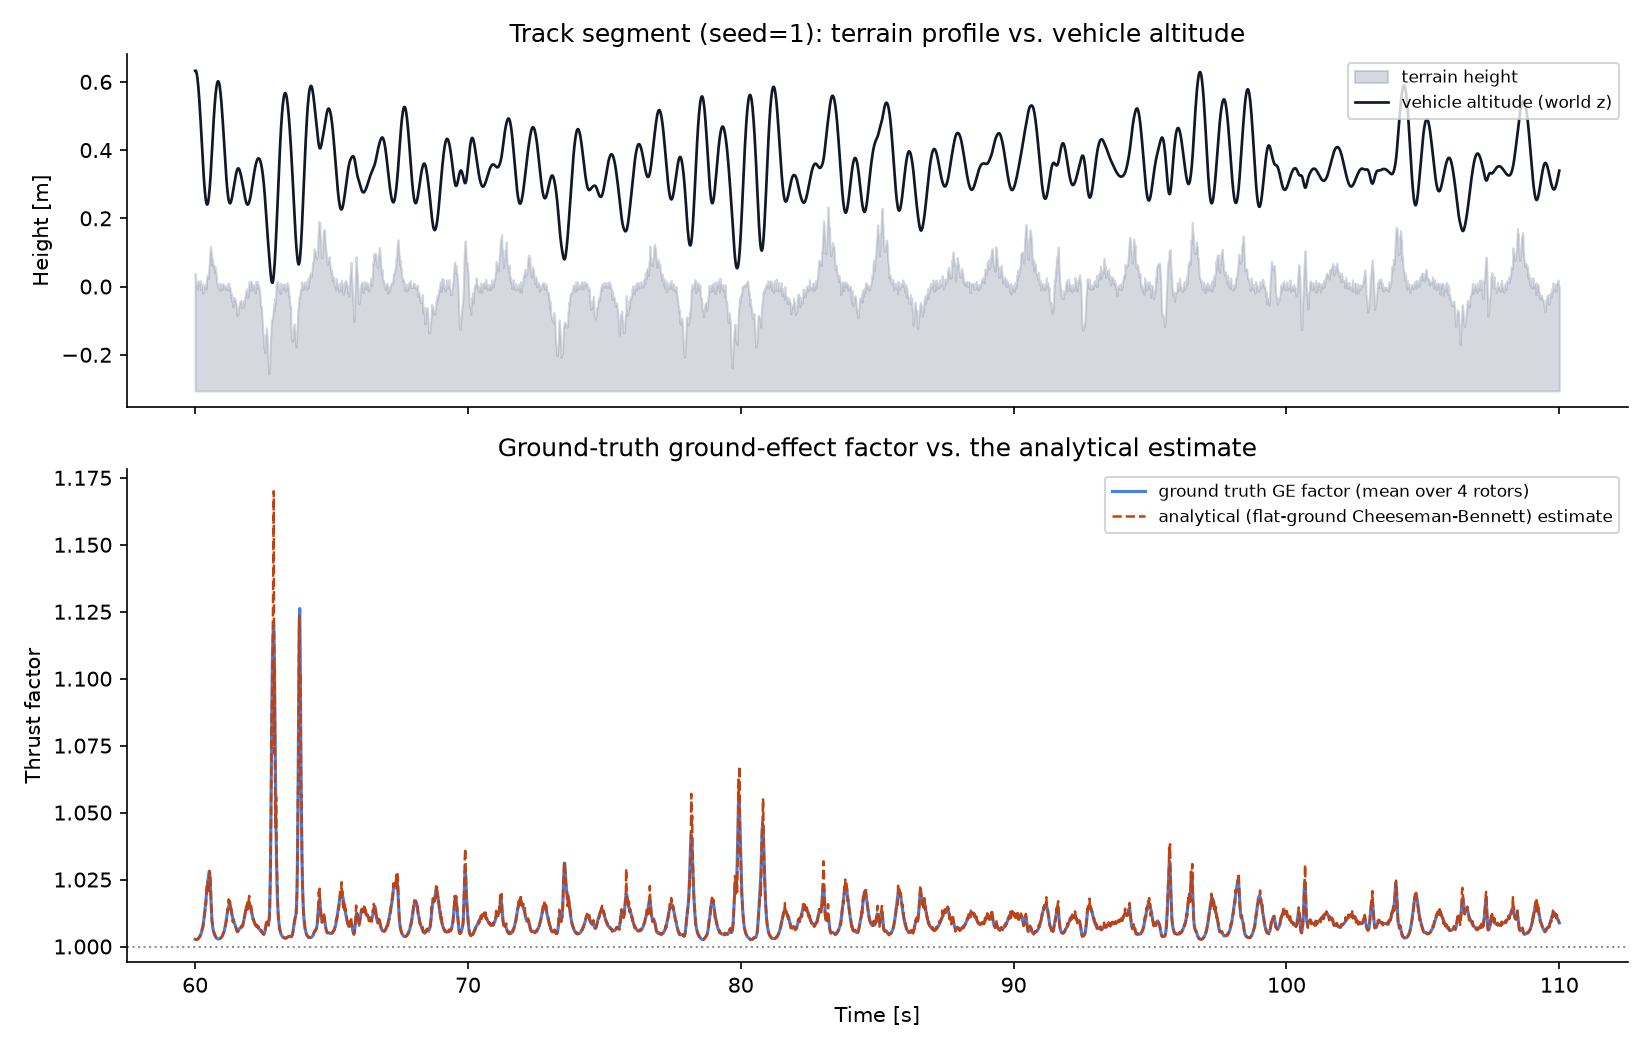 Track segment (seed=1): terrain profile vs. vehicle altitude
terrain height
vehicle altitude (world z)
Height [m]
0.6
0.4
0.2
0.0
−0.2
Ground-truth ground-effect factor vs. the analytical estimate
ground truth GE factor (mean over 4 rotors)
analytical (flat-ground Cheeseman-Bennett) estimate
Thrust factor
1.175
1.150
1.125
1.100
1.075
1.050
1.025
1.000
60 70 80 90 100 110
Time [s]